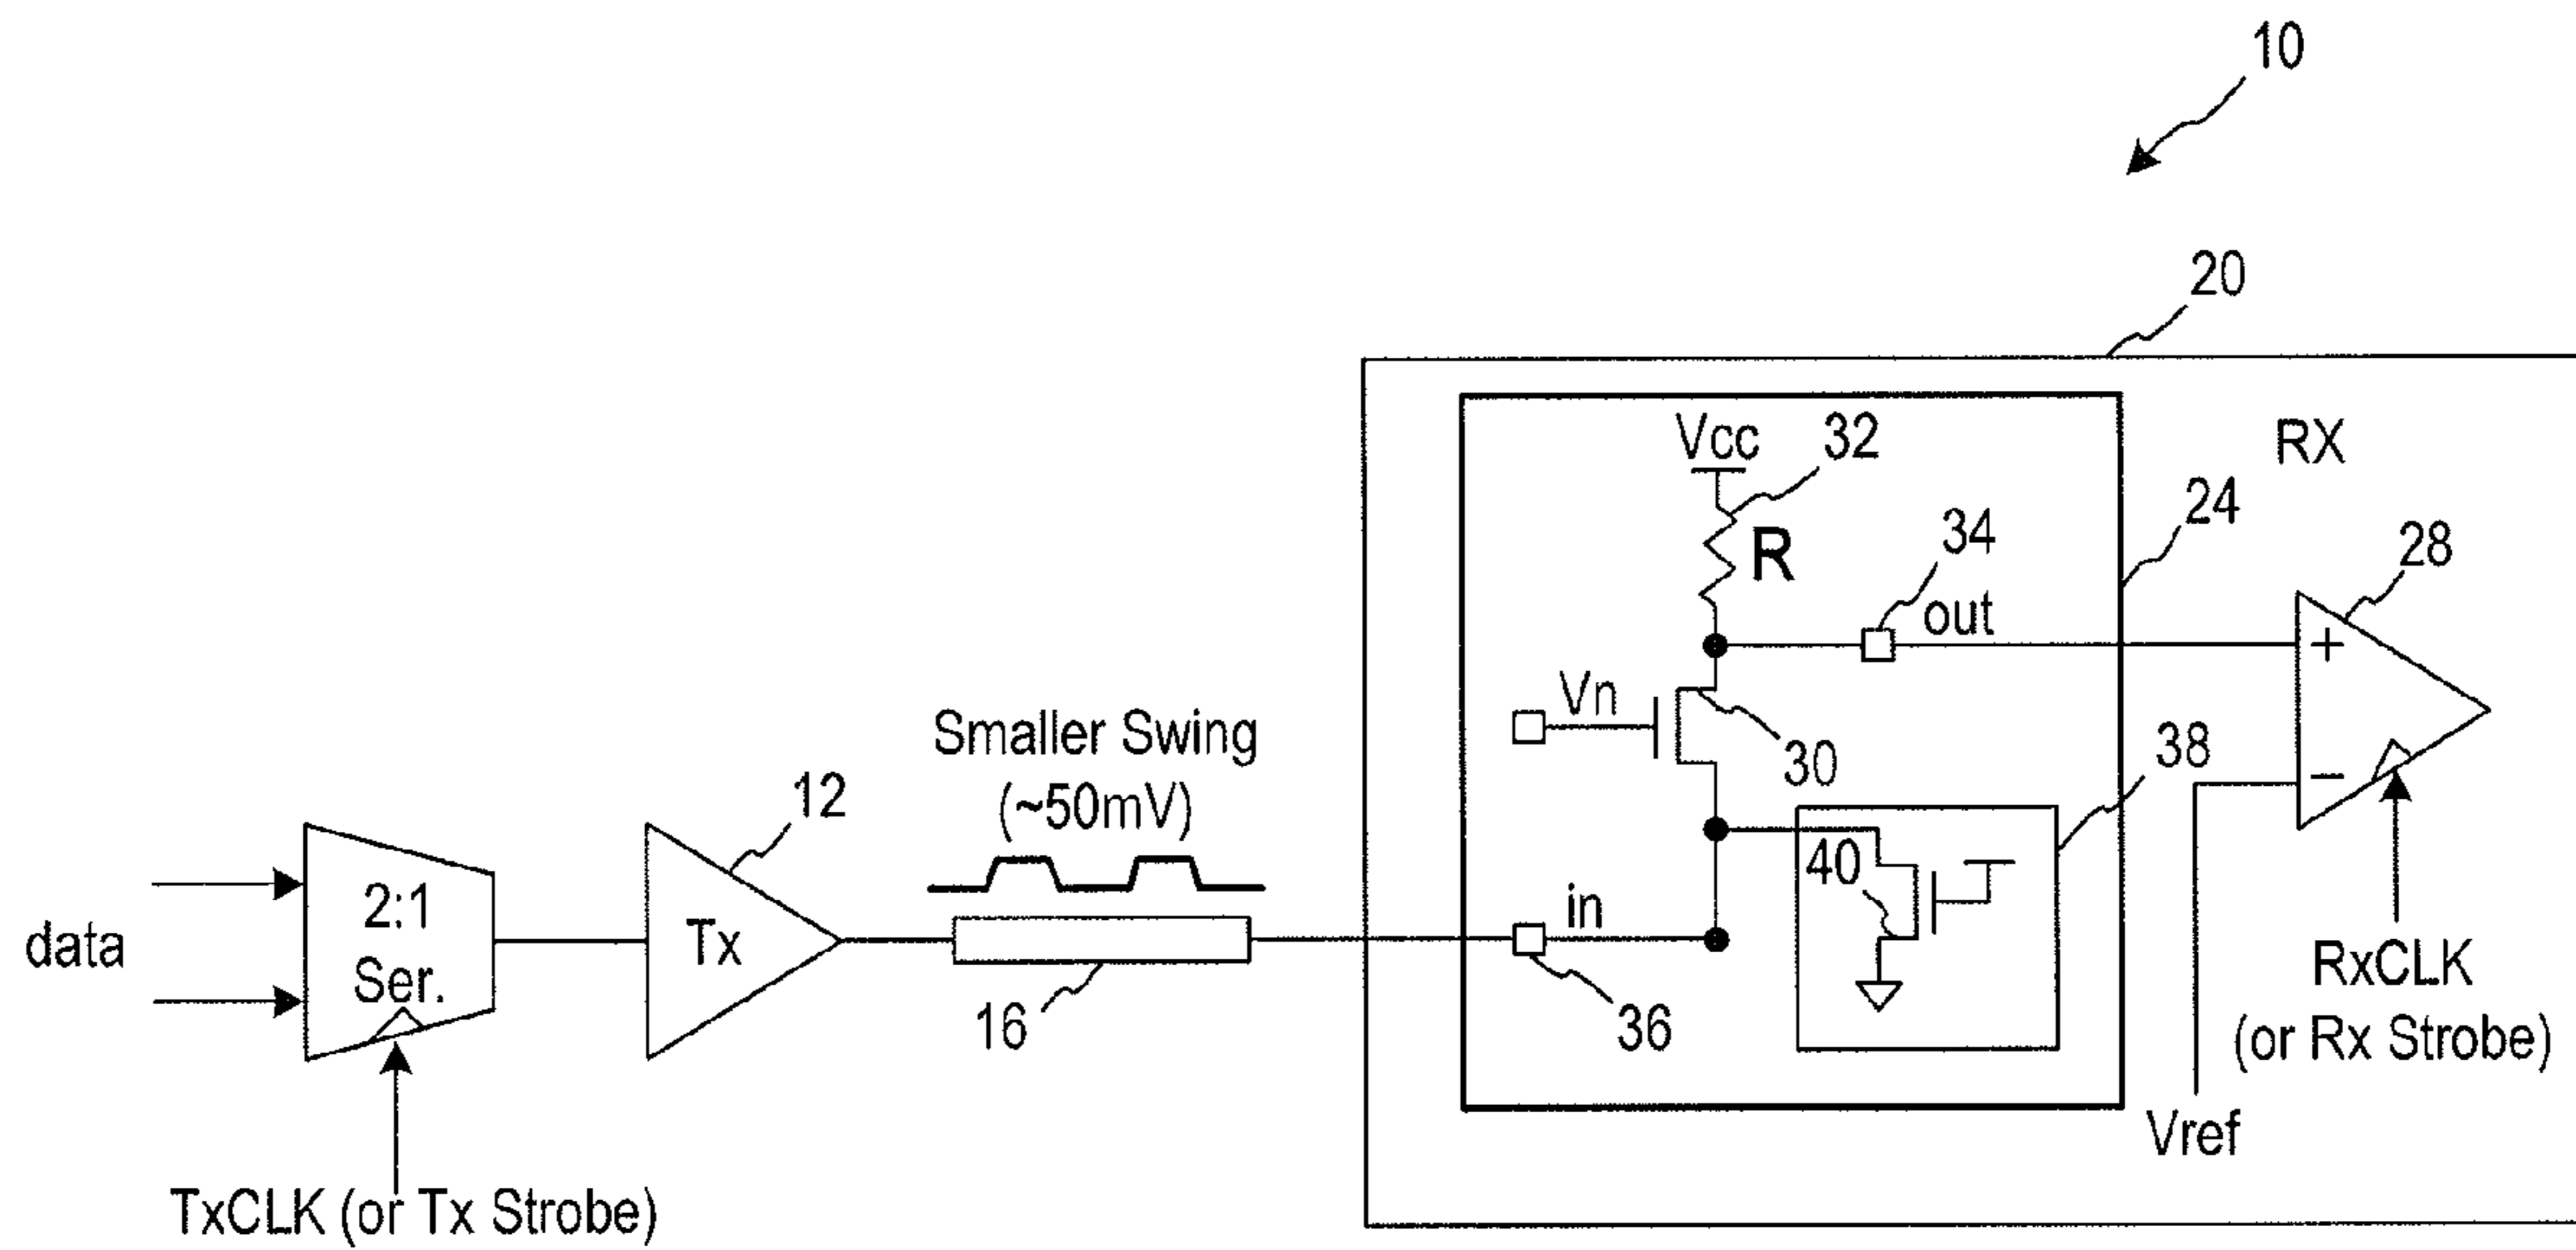 10
20
Vcc
32
RX
R
34
out
24
28
+
Vn
30
38
−
Smaller Swing
(~50mV)
12
40
data
2:1
Ser.
Tx
in
16
36
RxCLK
(or Rx Strobe)
Vref
TxCLK (or Tx Strobe)